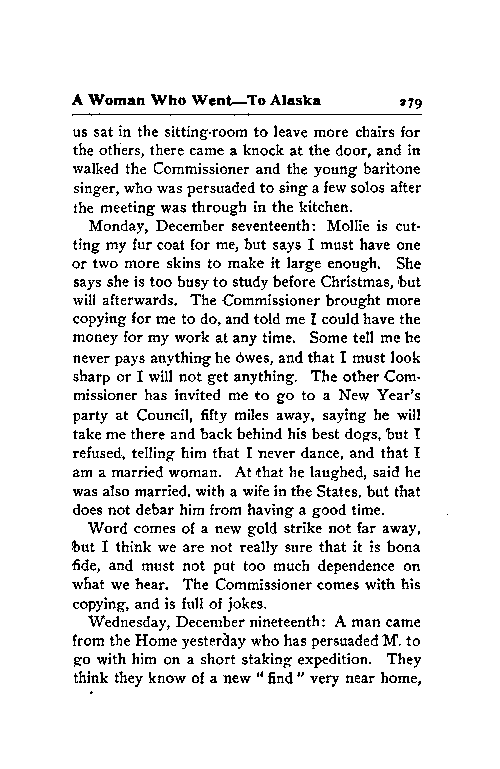 A Woman Who Went—To Alaska 279
us sat in the sitting-room to leave more chairs for
the others, there came a knock at the door, and in
walked the Commissioner and the young baritone
singer, who was persuaded to sing a few solos after
the meeting was through in the kitchen.
Monday, December seventeenth: Mollie is cut-
ting my fur coat for me, but says I must have one
or two more skins to make it large enough. She
says she is too busy to study before Christmas, but
will afterwards. The Commissioner brought more
copying for me to do, and told me I could have the
money for my work at any time. Some tell me he
never pays anything he owes, and that I must look
sharp or I will not get anything. The other Com-
missioner has invited me to go to a New Year's
party at Council, fifty miles away, saying he will
take me there and back behind his best dogs, but I
refused, telling him that I never dance, and that I
am a married woman. At that he laughed, said he
was also married, with a wife in the States, but that
does not debar him from having a good time.
Word comes of a new gold strike not far away,
but I think we are not really sure that it is bona
fide, and must not put too much dependence on
what we hear. The Commissioner comes with his
copying, and is full of jokes.
Wednesday, December nineteenth: A man came
from the Home yesterday who has persuaded M. to
go with him on a short staking expedition. They
think they know of a new " find " very near home,